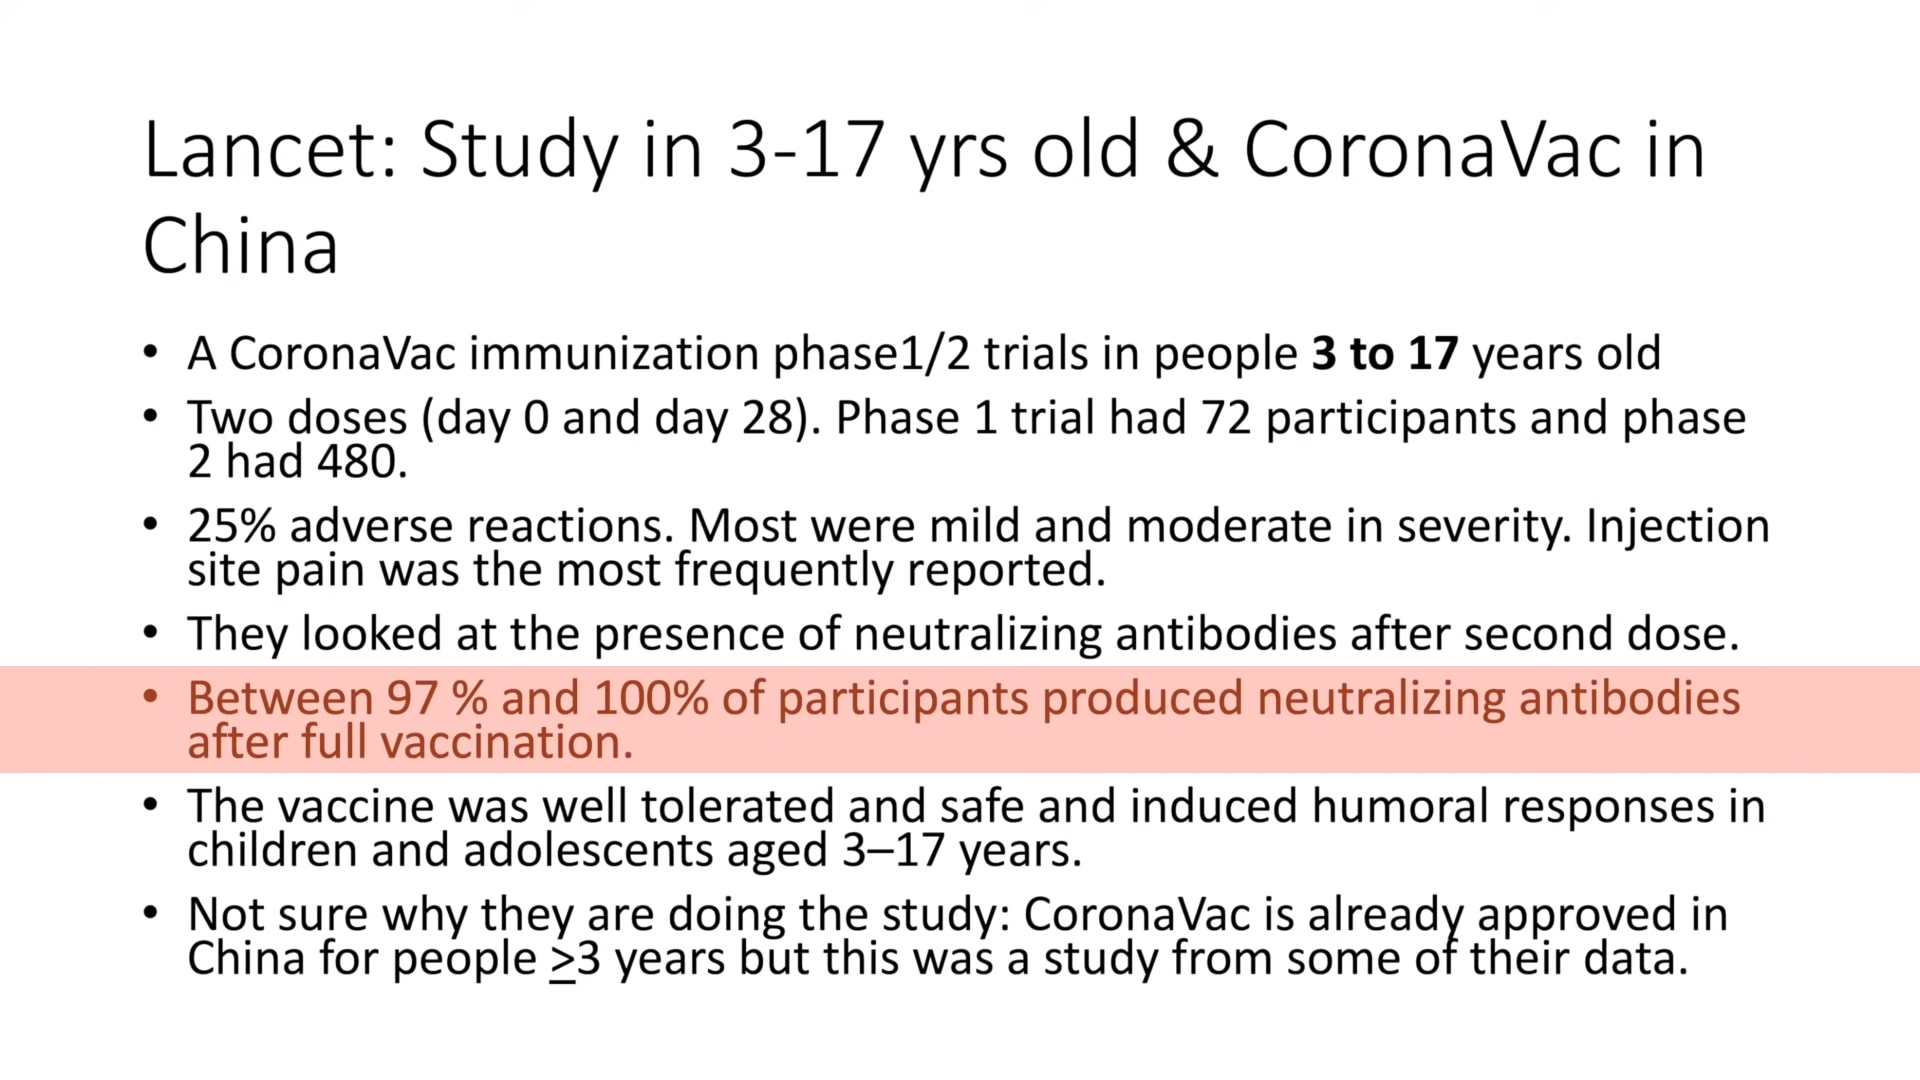 Lancet: Study in 3-17 yrs old & CoronaVac in
China
• A CoronaVac immunization phase1/2 trials in people 3 to 17 years old
• Two doses (day 0 and day 28). Phase 1 trial had 72 participants and phase
2 had 480.
• 25% adverse reactions. Most were mild and moderate in severity. Injection
site pain was the most frequently reported.
• They looked at the presence of neutralizing antibodies after second dose.
• Between 97 % and 100% of participants produced neutralizing antibodies
after full vaccination.
• The vaccine was well tolerated and safe and induced humoral responses in
children and adolescents aged 3–17 years.
• Not sure why they are doing the study: CoronaVac is already approved in
China for people >3 years but this was a study from some of their data.